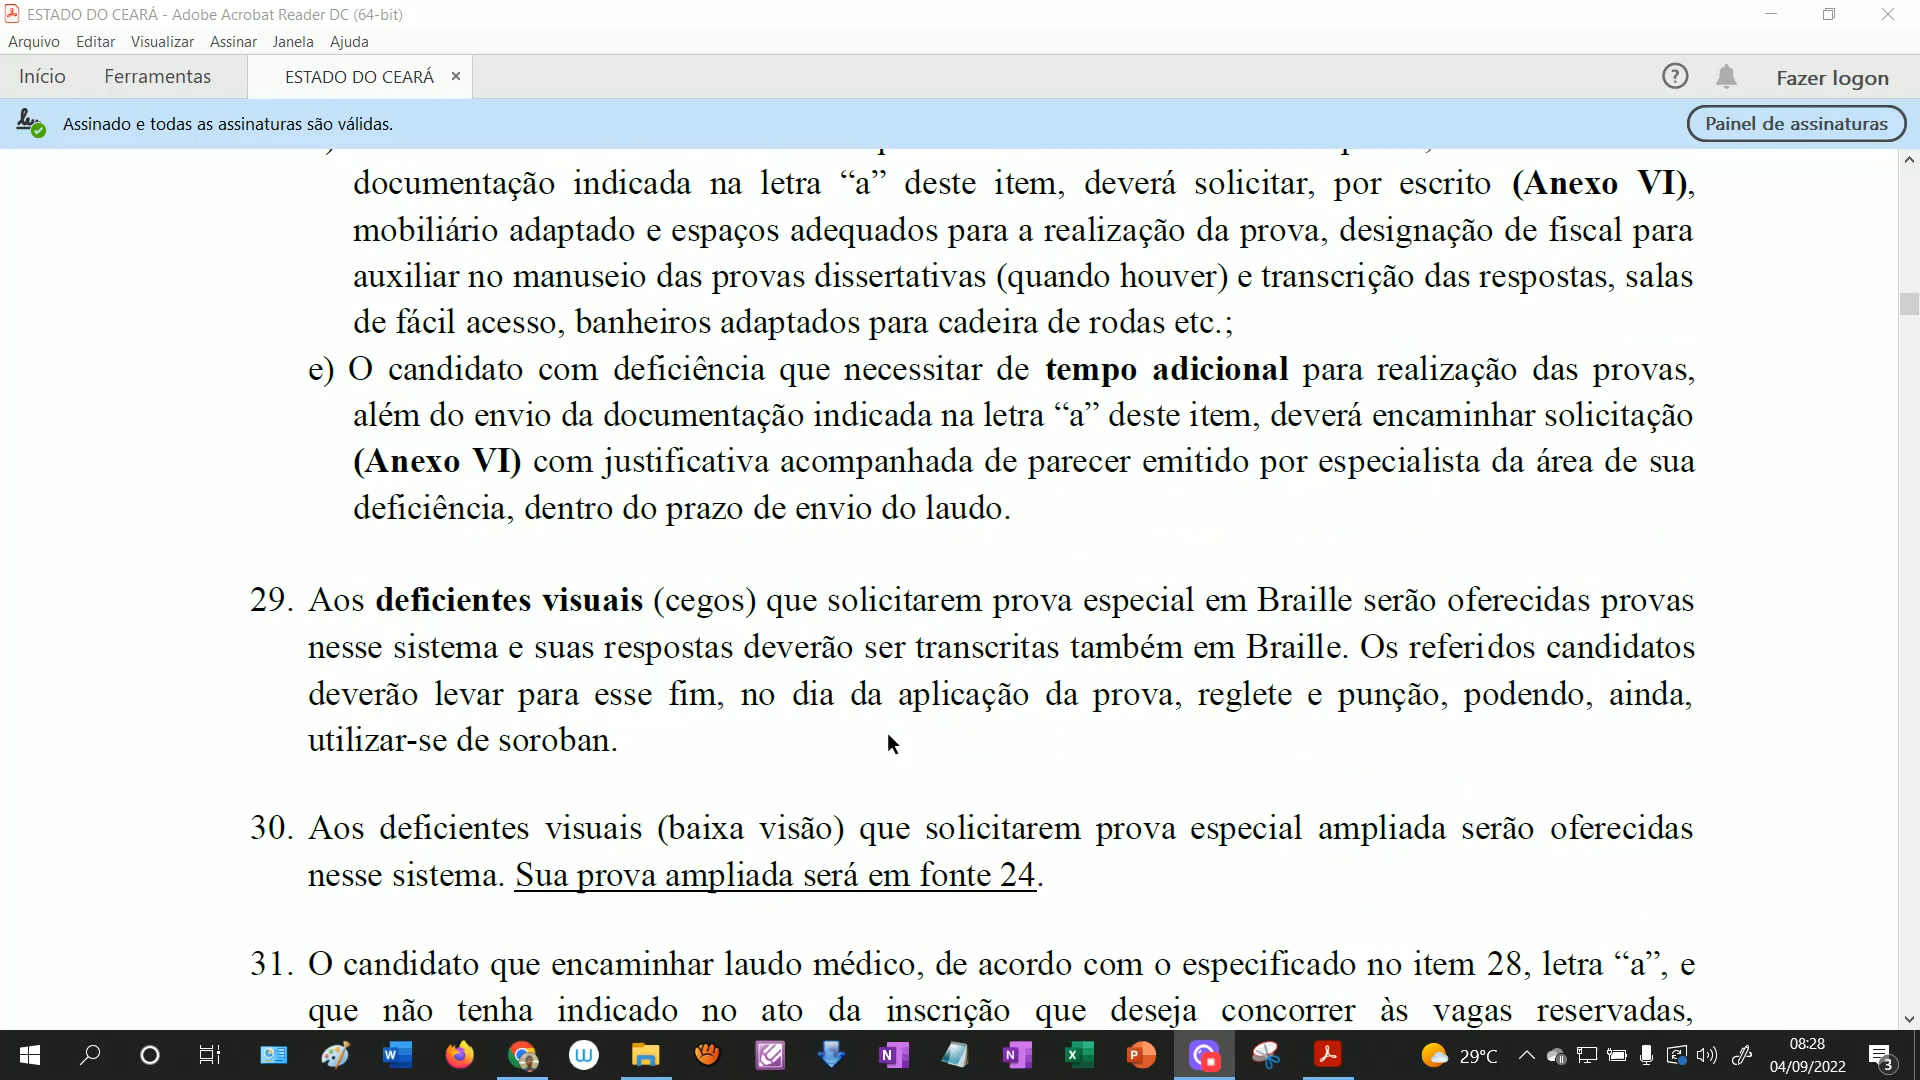 ESTADO DO CEARÁ - Adobe Acrobat Reader DC (64-bit)
Arquivo Editar Visualizar Assinar Janela Ajuda
Início Ferramentas ESTADO DO CEARÁ × Fazer logon
Assinado e todas as assinaturas são válidas. Painel de assinaturas
documentação indicada na letra “a” deste item, deverá solicitar, por escrito (Anexo VI),
mobiliário adaptado e espaços adequados para a realização da prova, designação de fiscal para
auxiliar no manuseio das provas dissertativas (quando houver) e transcrição das respostas, salas
de fácil acesso, banheiros adaptados para cadeira de rodas etc.;
e) O candidato com deficiência que necessitar de tempo adicional para realização das provas,
além do envio da documentação indicada na letra “a” deste item, deverá encaminhar solicitação
(Anexo VI) com justificativa acompanhada de parecer emitido por especialista da área de sua
deficiência, dentro do prazo de envio do laudo.
29. Aos deficientes visuais (cegos) que solicitarem prova especial em Braille serão oferecidas provas
nesse sistema e suas respostas deverão ser transcritas também em Braille. Os referidos candidatos
deverão levar para esse fim, no dia da aplicação da prova, reglete e punção, podendo, ainda,
utilizar-se de soroban.
30. Aos deficientes visuais (baixa visão) que solicitarem prova especial ampliada serão oferecidas
nesse sistema. Sua prova ampliada será em fonte 24.
31. O candidato que encaminhar laudo médico, de acordo com o especificado no item 28, letra “a”, e
que não tenha indicado no ato da inscrição que deseja concorrer às vagas reservadas,
29°C
08:28
04/09/2022
3